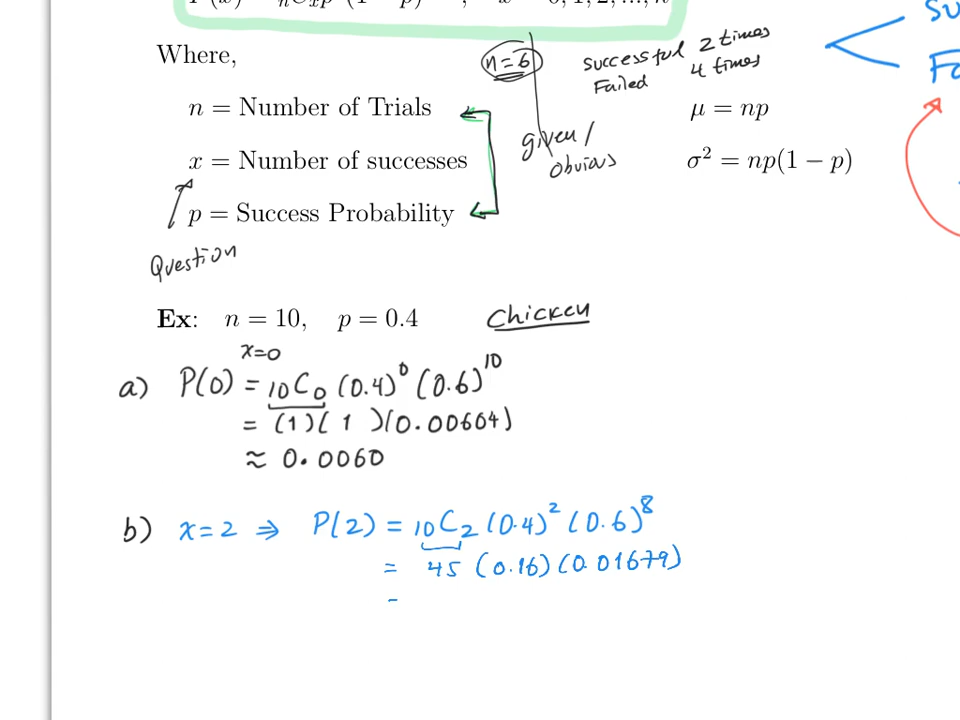 Where,
n = 6
successful 2 times
Failed 4 times
n = Number of Trials
μ = np
given /
obvious
x = Number of successes
σ² = np(1 − p)
p = Success Probability
Question
Ex: n = 10, p = 0.4 Chickey
x=0
a) P(0) = 10C0 (0.4)^0 (0.6)^10
= (1)( 1 )(0.00604)
≈ 0.0060
b) x=2 ⇒ P(2) = 10C2 (0.4)^2 (0.6)^8
= 45 (0.16)(0.01679)
=